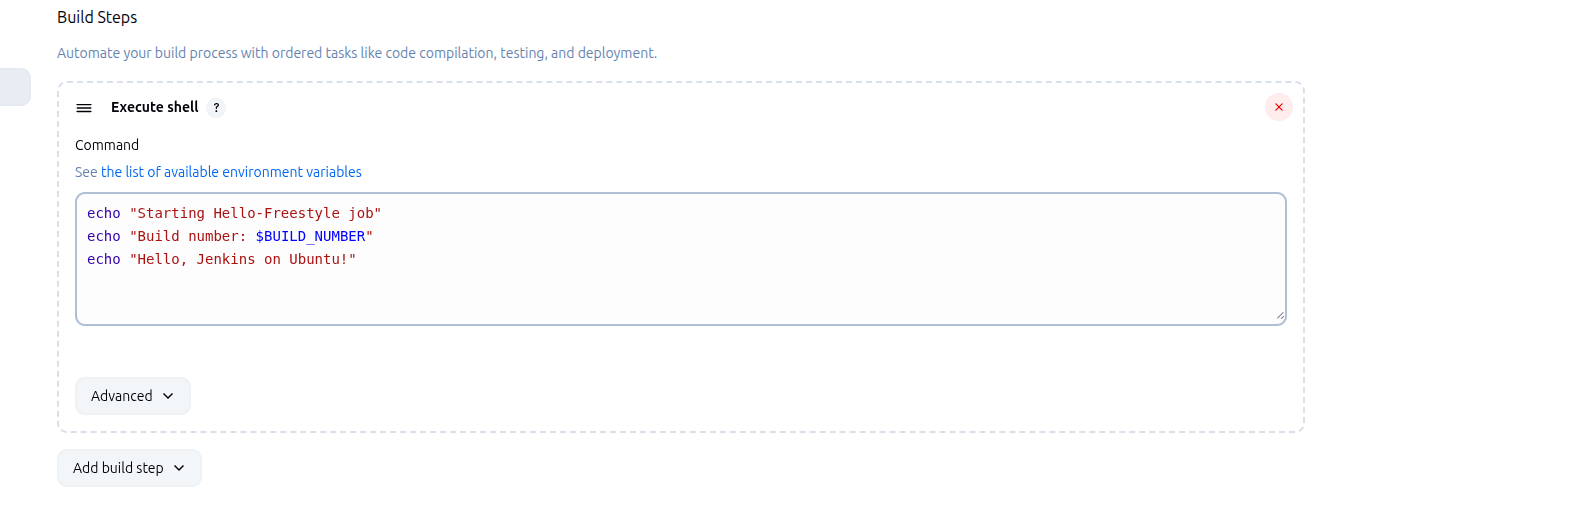 Build Steps
Automate your build process with ordered tasks like code compilation, testing, and deployment.
Execute shell ?
Command
See the list of available environment variables
echo "Starting Hello-Freestyle job"
echo "Build number: $BUILD_NUMBER"
echo "Hello, Jenkins on Ubuntu!"
Advanced
Add build step